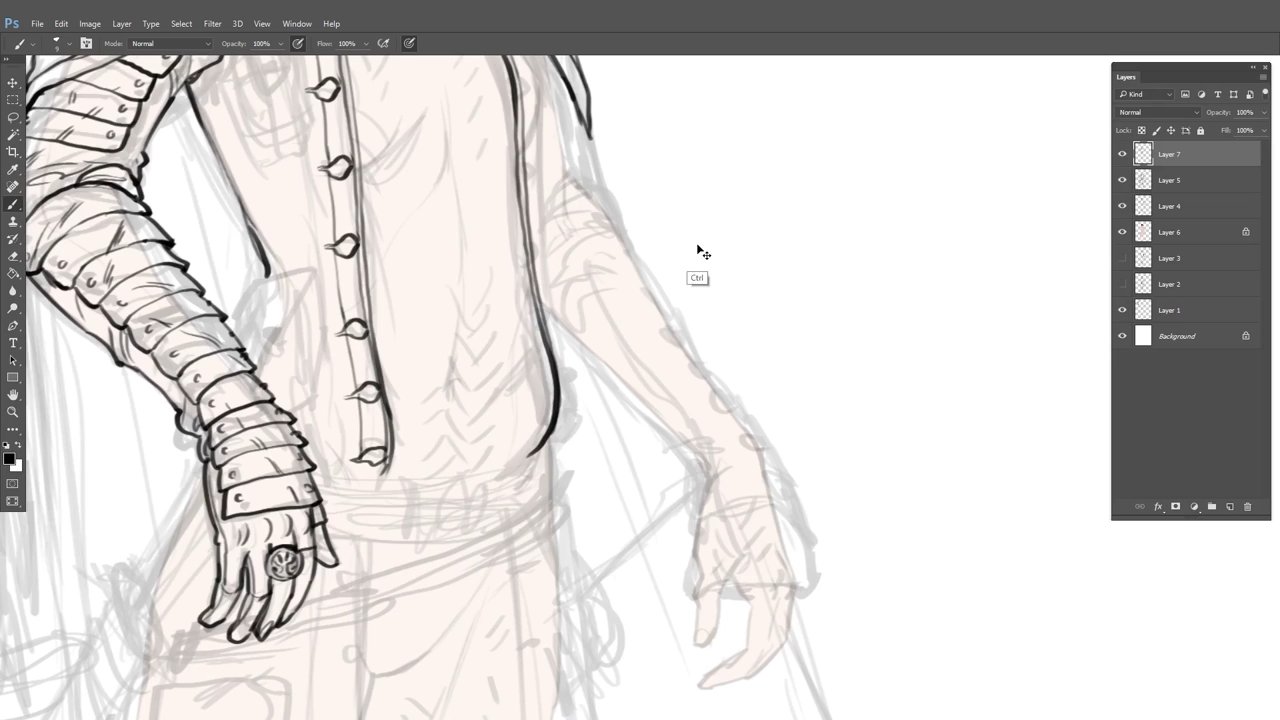 Ps File Edit Image Layer Type Select Filter 3D View Window Help
Mode: Normal Opacity: 100% Flow: 100%
Layers
Kind
Normal Opacity: 100%
Lock: Fill: 100%
Layer 7
Layer 5
Layer 4
Layer 6
Layer 3
Layer 2
Layer 1
Background
fx
Ctrl